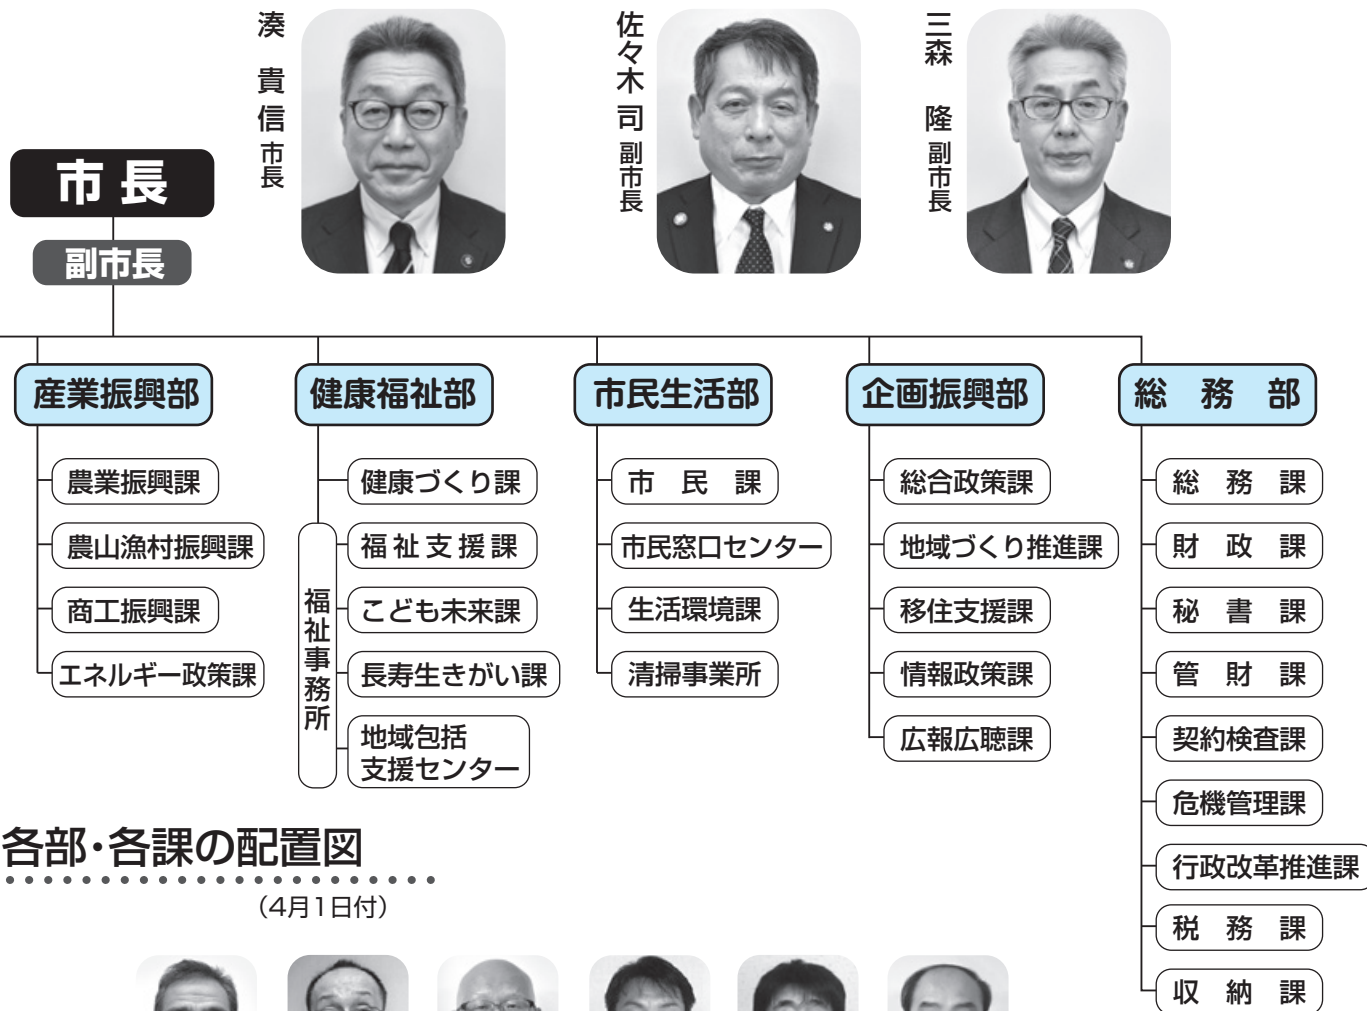 湊 貴信 市長
佐々木 司 副市長
三森 隆 副市長
市長
副市長
産業振興部
農業振興課
農山漁村振興課
商工振興課
エネルギー政策課
健康福祉部
健康づくり課
福祉事務所
福祉支援課
こども未来課
長寿生きがい課
地域包括
支援センター
市民生活部
市民課
市民窓口センター
生活環境課
清掃事業所
企画振興部
総合政策課
地域づくり推進課
移住支援課
情報政策課
広報広聴課
総務部
総務課
財政課
秘書課
管財課
契約検査課
危機管理課
行政改革推進課
税務課
収納課
各部・各課の配置図
（4月1日付）